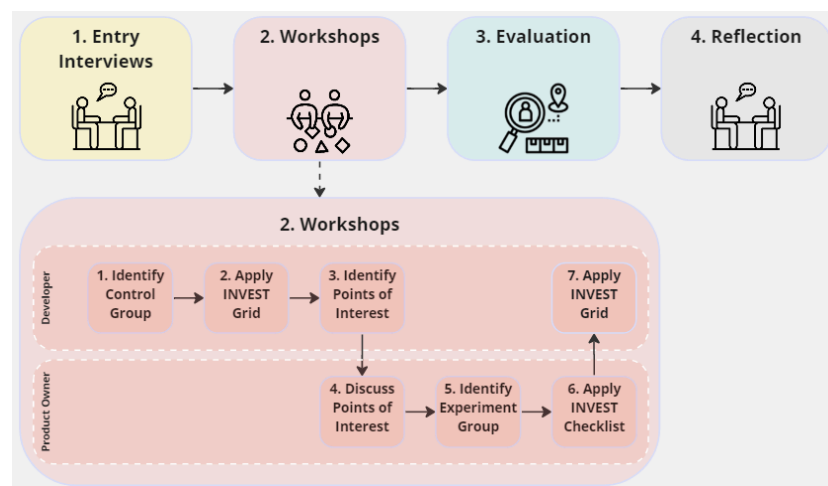 1. Entry
Interviews
2. Workshops
3. Evaluation
4. Reflection
2. Workshops
Developer
1. Identify
Control
Group
2. Apply
INVEST
Grid
3. Identify
Points of
Interest
7. Apply
INVEST
Grid
Product Owner
4. Discuss
Points of
Interest
5. Identify
Experiment
Group
6. Apply
INVEST
Checklist